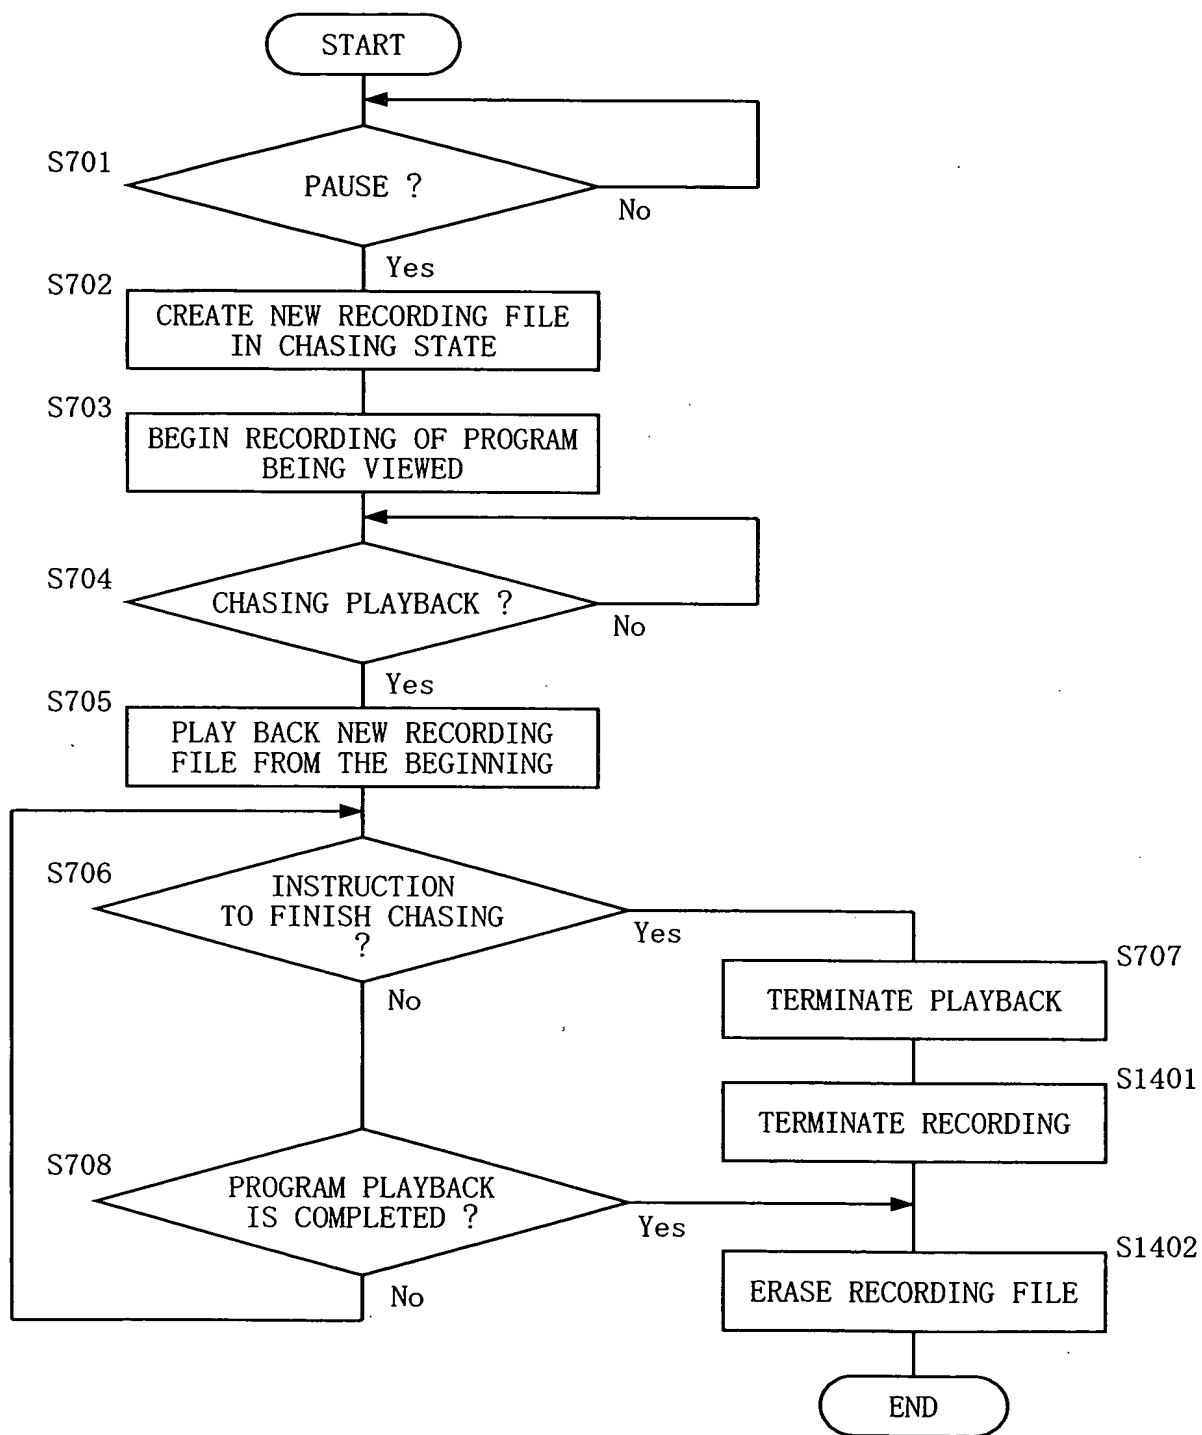 START
S701
PAUSE ?
No
Yes
S702
CREATE NEW RECORDING FILE
IN CHASING STATE
S703
BEGIN RECORDING OF PROGRAM
BEING VIEWED
S704
CHASING PLAYBACK ?
No
Yes
S705
PLAY BACK NEW RECORDING
FILE FROM THE BEGINNING
S706
INSTRUCTION
TO FINISH CHASING
?
Yes
No
S707
TERMINATE PLAYBACK
S1401
TERMINATE RECORDING
S708
PROGRAM PLAYBACK
IS COMPLETED ?
Yes
No
S1402
ERASE RECORDING FILE
END